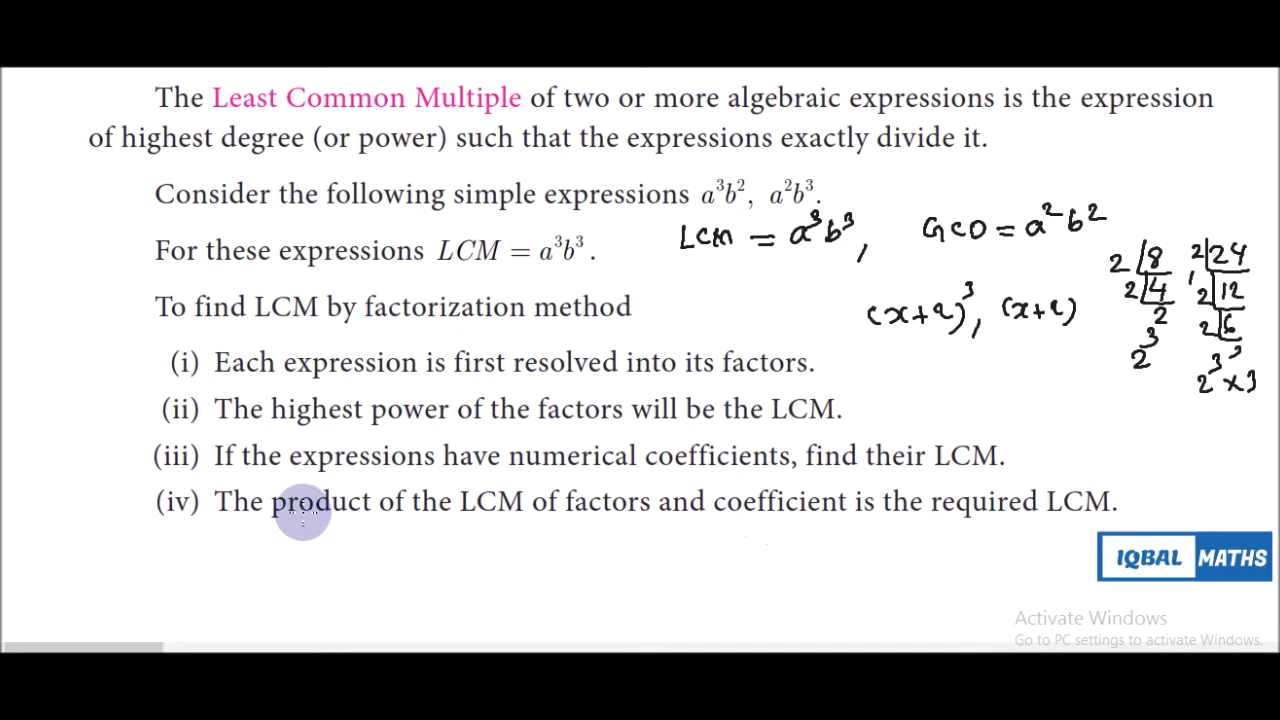 The Least Common Multiple of two or more algebraic expressions is the expression
of highest degree (or power) such that the expressions exactly divide it.
Consider the following simple expressions a³b², a²b³.
For these expressions LCM = a³b³.
LCM = a³b³,
GCD = a²b²
To find LCM by factorization method
(x+2)³, (x+2)
2 8
2 4
2
2³
2 24
2 12
2 6
3
2³×3
(i) Each expression is first resolved into its factors.
(ii) The highest power of the factors will be the LCM.
(iii) If the expressions have numerical coefficients, find their LCM.
(iv) The product of the LCM of factors and coefficient is the required LCM.
IQBAL MATHS
Activate Windows
Go to PC settings to activate Windows.